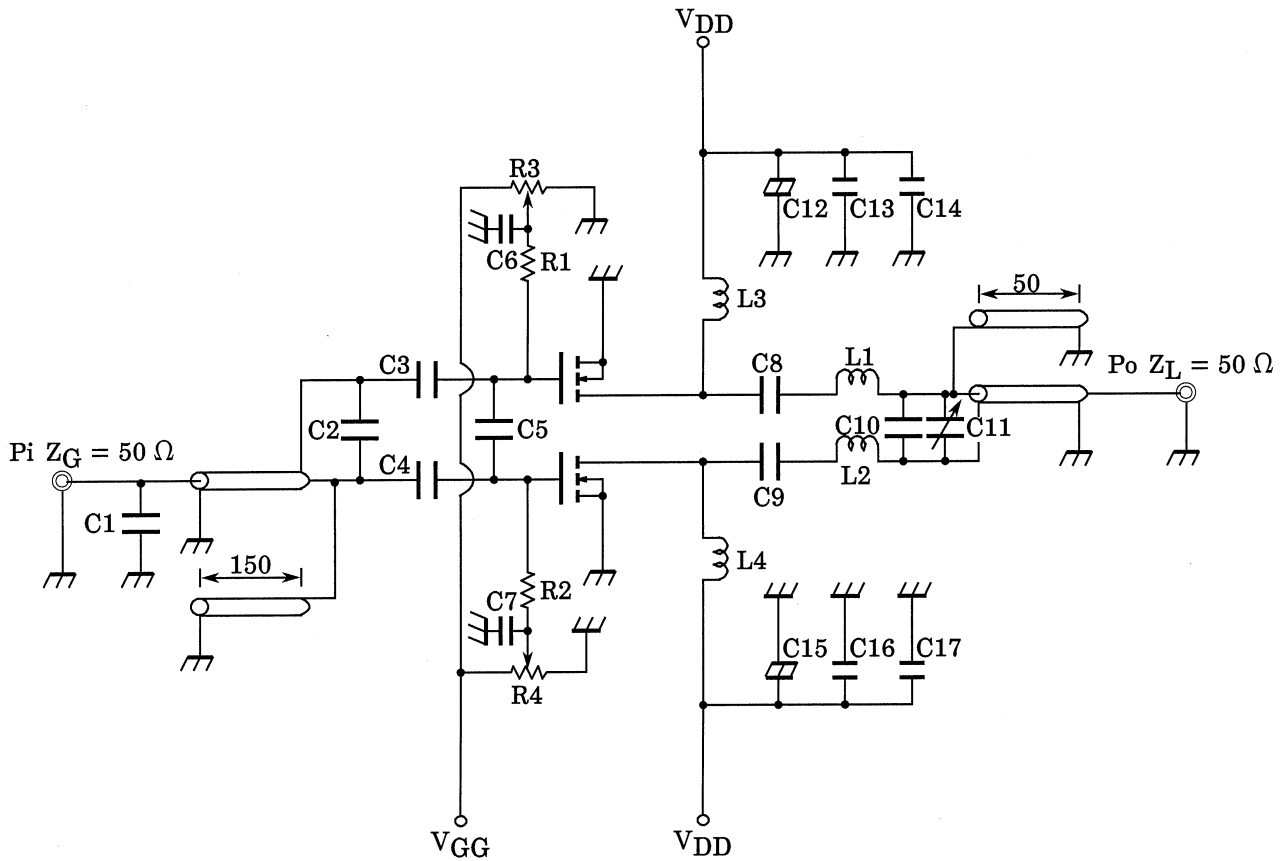 VDD
R3
C12
C13
C14
C6
R1
50
L3
C3
C8
L1
Po ZL = 50 Ω
C2
C5
C10
C11
Pi ZG = 50 Ω
C4
L2
C9
C1
L4
150
C7
R2
C15
C16
C17
R4
VGG
VDD